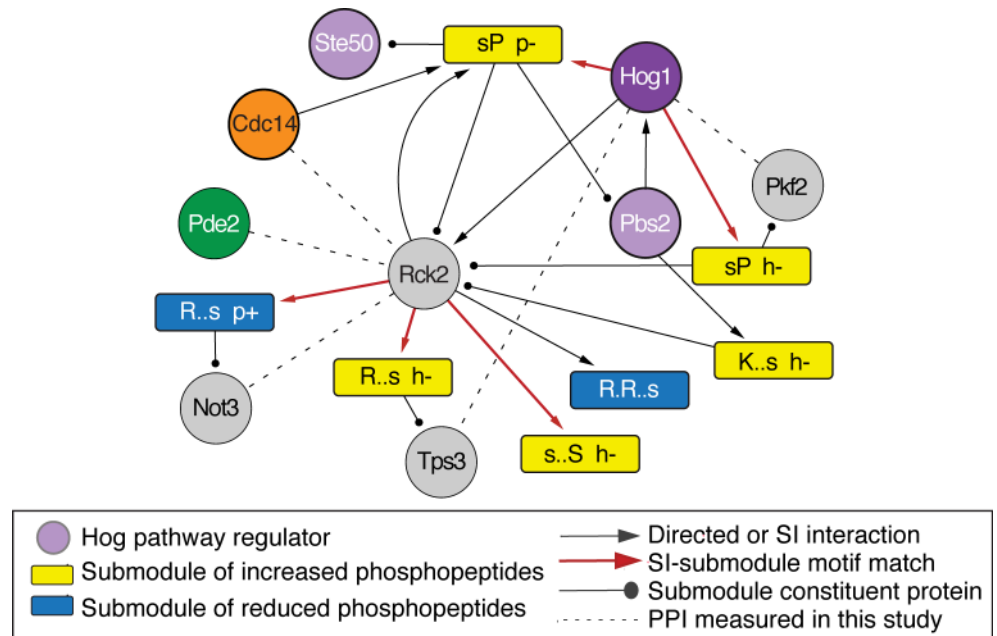 Ste50
sP p-
Hog1
Cdc14
Pkf2
Pde2
Pbs2
Rck2
sP h-
R..s p+
K..s h-
R..s h-
R.R..s
Not3
Tps3
s..S h-
Hog pathway regulator
Submodule of increased phosphopeptides
Submodule of reduced phosphopeptides
Directed or SI interaction
SI-submodule motif match
Submodule constituent protein
PPI measured in this study